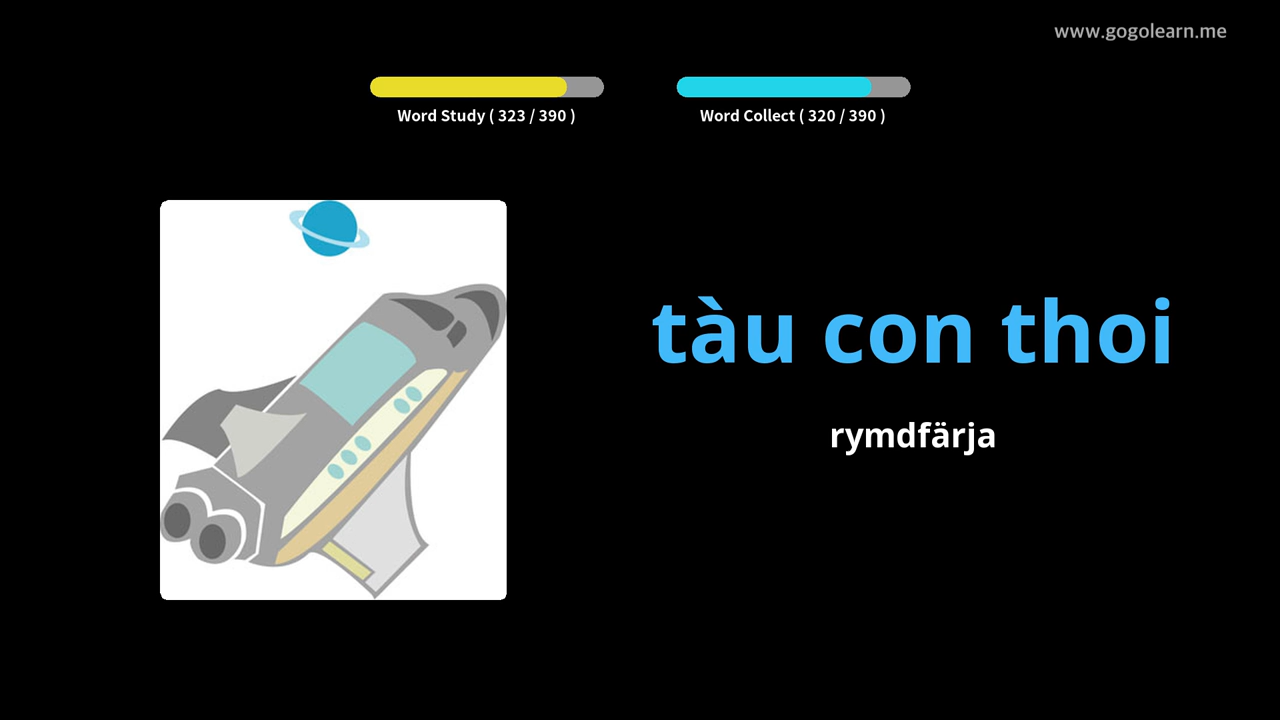 www.gogolearn.me
Word Study ( 323 / 390 )
Word Collect ( 320 / 390 )
tàu con thoi
rymdfärja